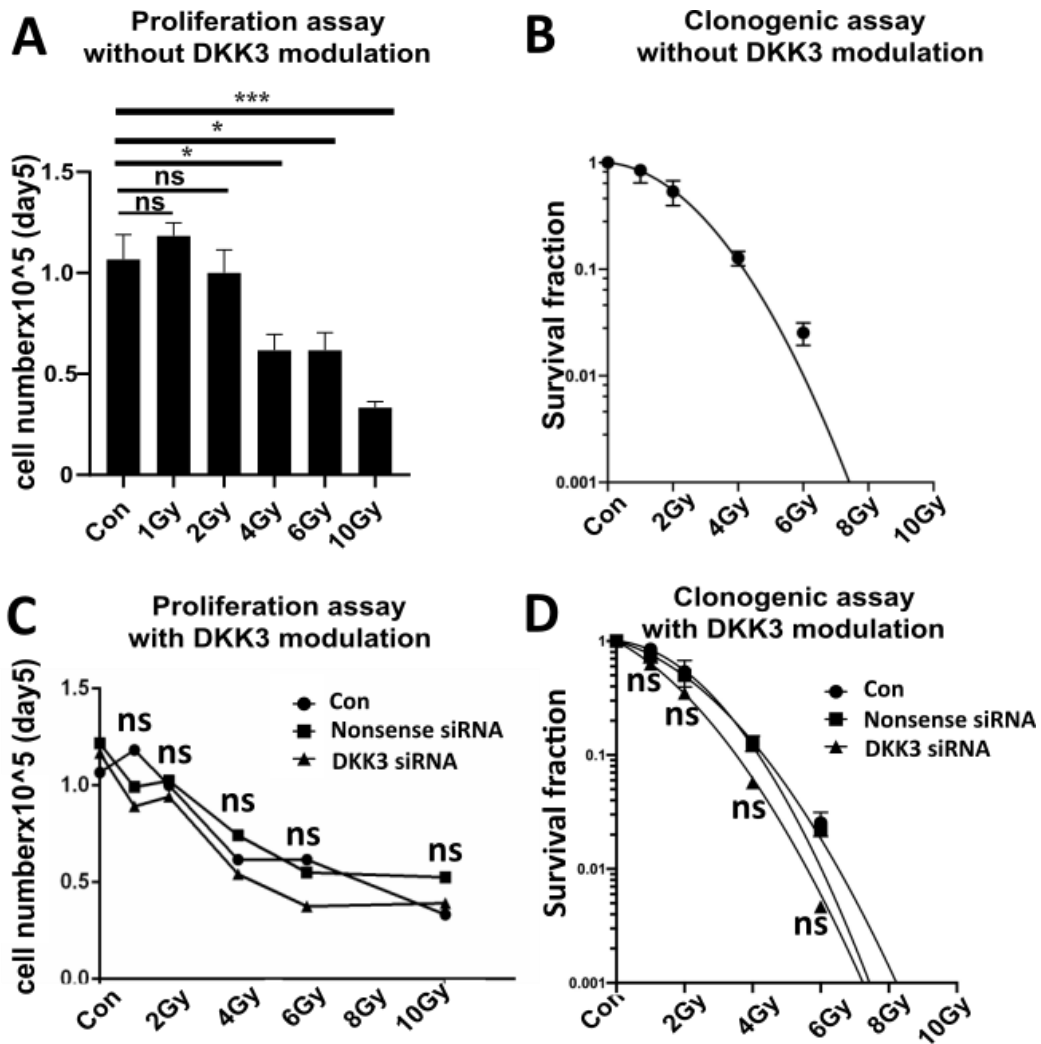 A
Proliferation assay
without DKK3 modulation
***
*
*
ns
ns
cell numberx10^5 (day5)
1.5
1.0
0.5
0
Con
1Gy
2Gy
4Gy
6Gy
10Gy
B
Clonogenic assay
without DKK3 modulation
Survival fraction
1
0.1
0.01
0.001
Con
2Gy
4Gy
6Gy
8Gy
10Gy
C
Proliferation assay
with DKK3 modulation
cell numberx10^5 (day5)
1.5
1.0
0.5
0.0
ns
ns
ns
ns
ns
Con
Nonsense siRNA
DKK3 siRNA
Con
2Gy
4Gy
6Gy
8Gy
10Gy
D
Clonogenic assay
with DKK3 modulation
Survival fraction
1
0.1
0.01
0.001
ns
ns
ns
ns
Con
Nonsense siRNA
DKK3 siRNA
Con
2Gy
4Gy
6Gy
8Gy
10Gy